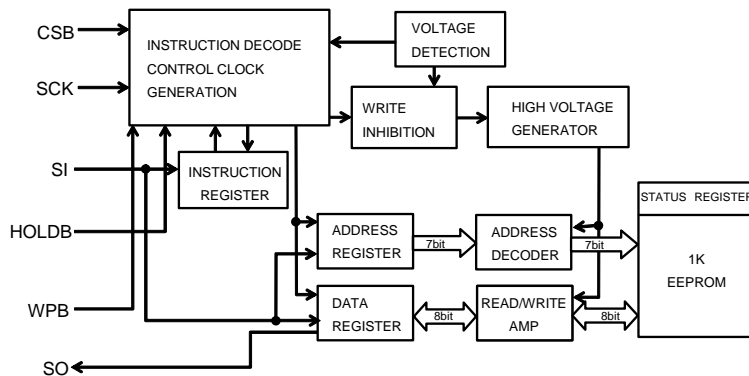 CSB
SCK
SI
HOLDB
WPB
SO
INSTRUCTION DECODE
CONTROL CLOCK
GENERATION
VOLTAGE
DETECTION
WRITE
INHIBITION
HIGH VOLTAGE
GENERATOR
INSTRUCTION
REGISTER
ADDRESS
REGISTER
7bit
ADDRESS
DECODER
7bit
DATA
REGISTER
8bit
READ/WRITE
AMP
8bit
STATUS REGISTER
1K
EEPROM